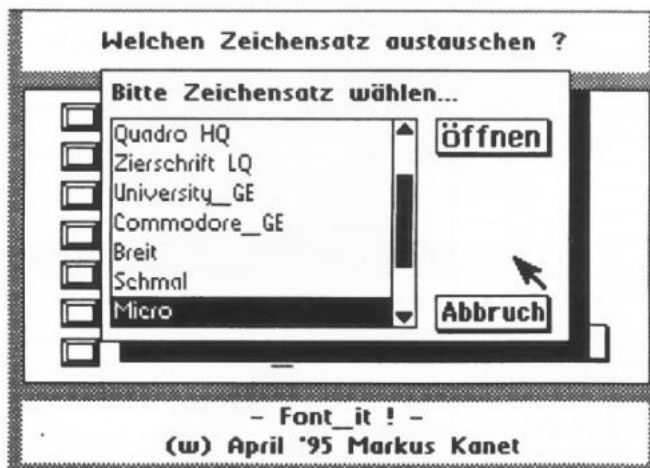 Welchen Zeichensatz austauschen ?
Bitte Zeichensatz wählen...
Quadro HQ
Zierschrift LQ
University_GE
Commodore_GE
Breit
Schmal
Micro
Öffnen
Abbruch
- Font_it ! -
(w) April '95 Markus Kanet